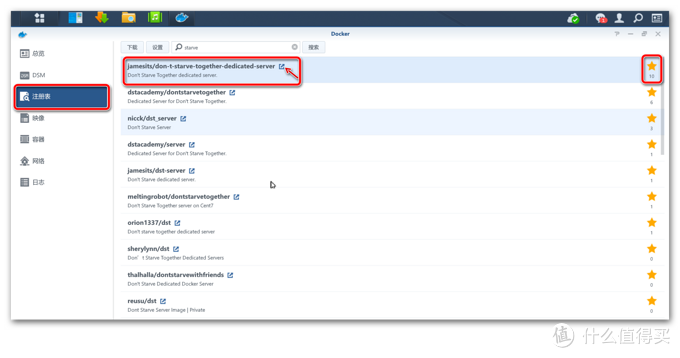 Docker
总览
DSM
注册表
映像
容器
网络
日志
下载
设置
starve
搜索
jamesits/don-t-starve-together-dedicated-server
Don't Starve Together dedicated server.
10
dstacademy/dontstarvetogether
Dedicated Server for Don't Starve Together.
6
nicck/dst_server
Don't Starve Server
3
dstacademy/server
Dedicated Server for Don't Starve Together.
1
jamesits/dst-server
Don't Starve dedicated server.
1
meltingrobot/dontstarvetogether
Don't Starve Together server on Cent7
1
orion1337/dst
Don't starve together dedicated server
1
sherylynn/dst
Don't Starve Together Dedicated Servers
0
thalhalla/dontstarvewithfriends
Don't Starve Dedicated Docker Server
0
reusu/dst
Dont Starve Server Image | Private
0
值 什么值得买